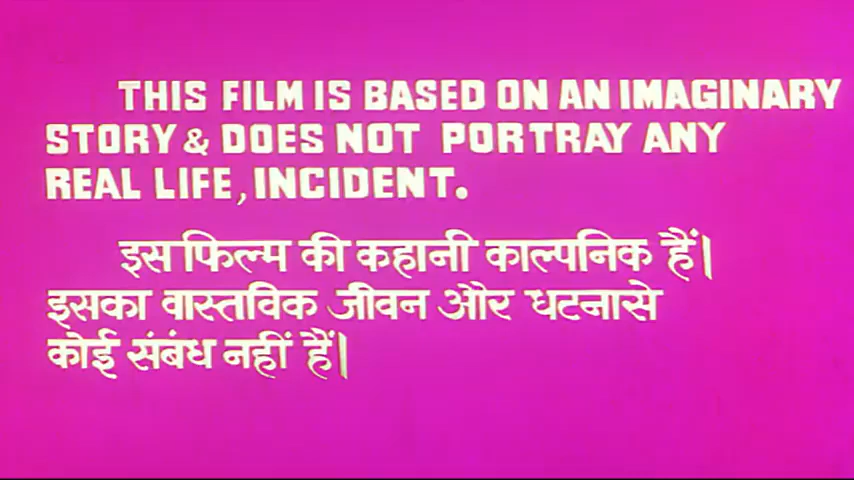 THIS FILM IS BASED ON AN IMAGINARY
STORY & DOES NOT PORTRAY ANY
REAL LIFE, INCIDENT.
इस फिल्म की कहानी काल्पनिक हैं।
इसका वास्तविक जीवन और धटनासे
कोई संबंध नहीं हैं।